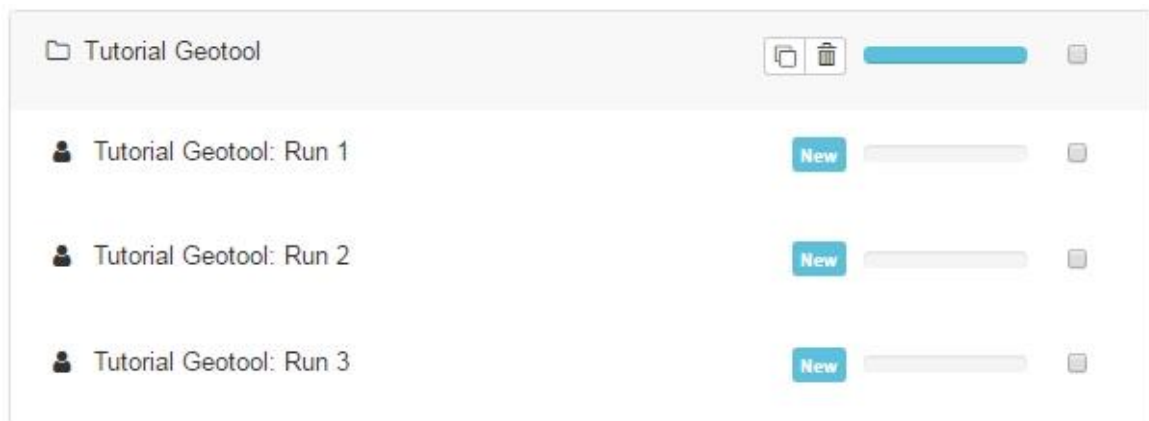 Tutorial Geotool
Tutorial Geotool: Run 1 New
Tutorial Geotool: Run 2 New
Tutorial Geotool: Run 3 New